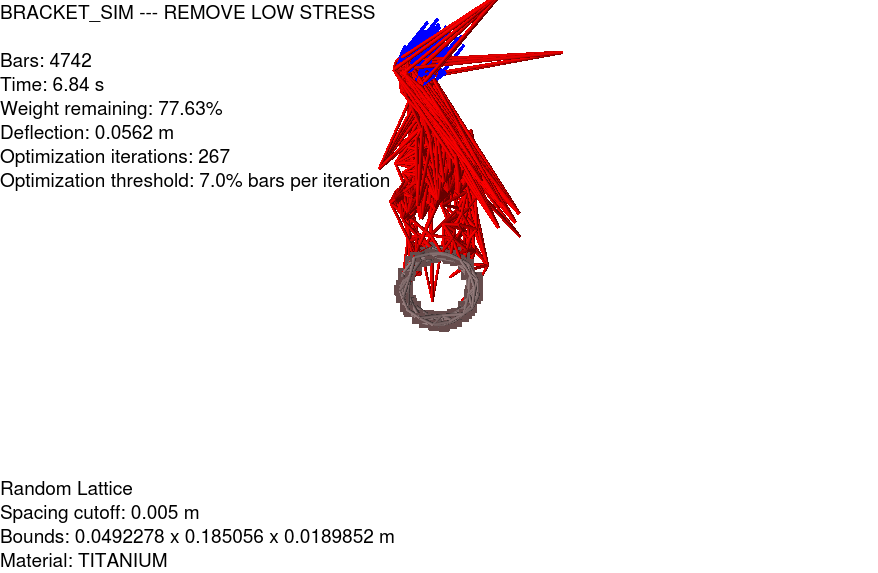 BRACKET_SIM --- REMOVE LOW STRESS
Bars: 4742
Time: 6.84 s
Weight remaining: 77.63%
Deflection: 0.0562 m
Optimization iterations: 267
Optimization threshold: 7.0% bars per iteration
Random Lattice
Spacing cutoff: 0.005 m
Bounds: 0.0492278 x 0.185056 x 0.0189852 m
Material: TITANIUM